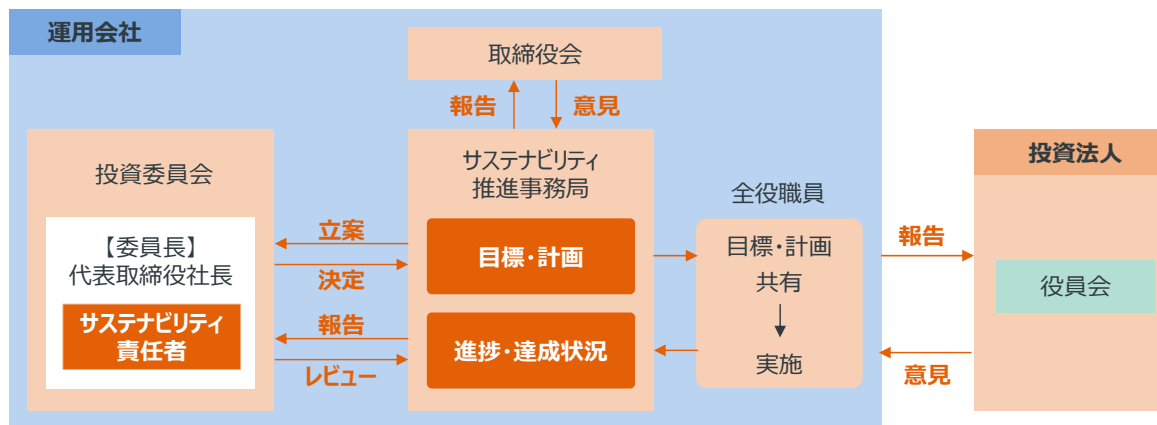 運用会社
取締役会
報告
意見
投資委員会
【委員長】
代表取締役社長
サステナビリティ
責任者
立案
決定
報告
レビュー
サステナビリティ
推進事務局
目標・計画
進捗・達成状況
全役職員
目標・計画
共有
実施
報告
意見
投資法人
役員会